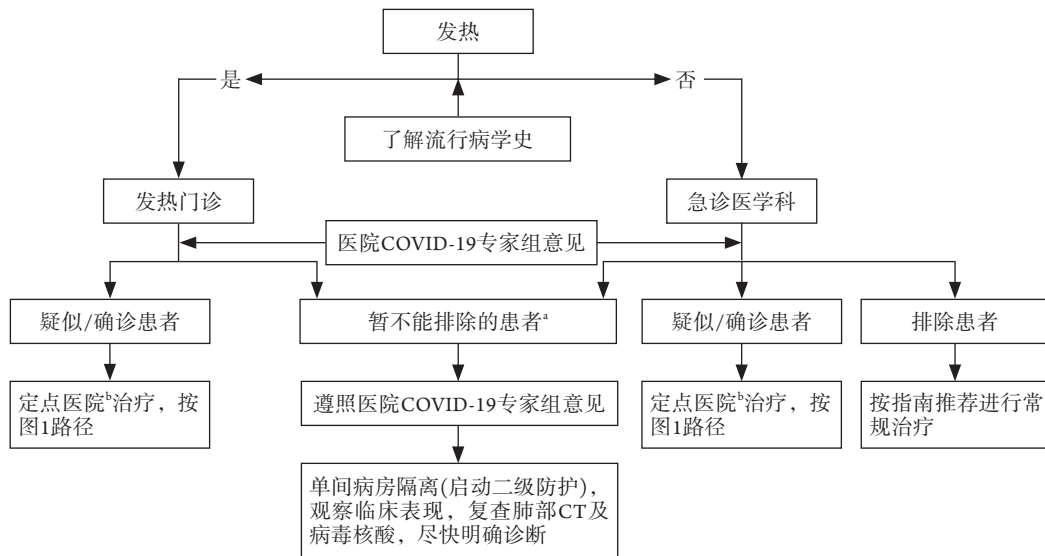 发热
是
否
了解流行病学史
发热门诊
急诊医学科
医院COVID-19专家组意见
疑似/确诊患者
暂不能排除的患者ᵃ
疑似/确诊患者
排除患者
定点医院ᵇ治疗，按
图1路径
遵照医院COVID-19专家组意见
定点医院ᵇ治疗，按
图1路径
按指南推荐进行常
规治疗
单间病房隔离(启动二级防护)，
观察临床表现，复查肺部CT及
病毒核酸，尽快明确诊断